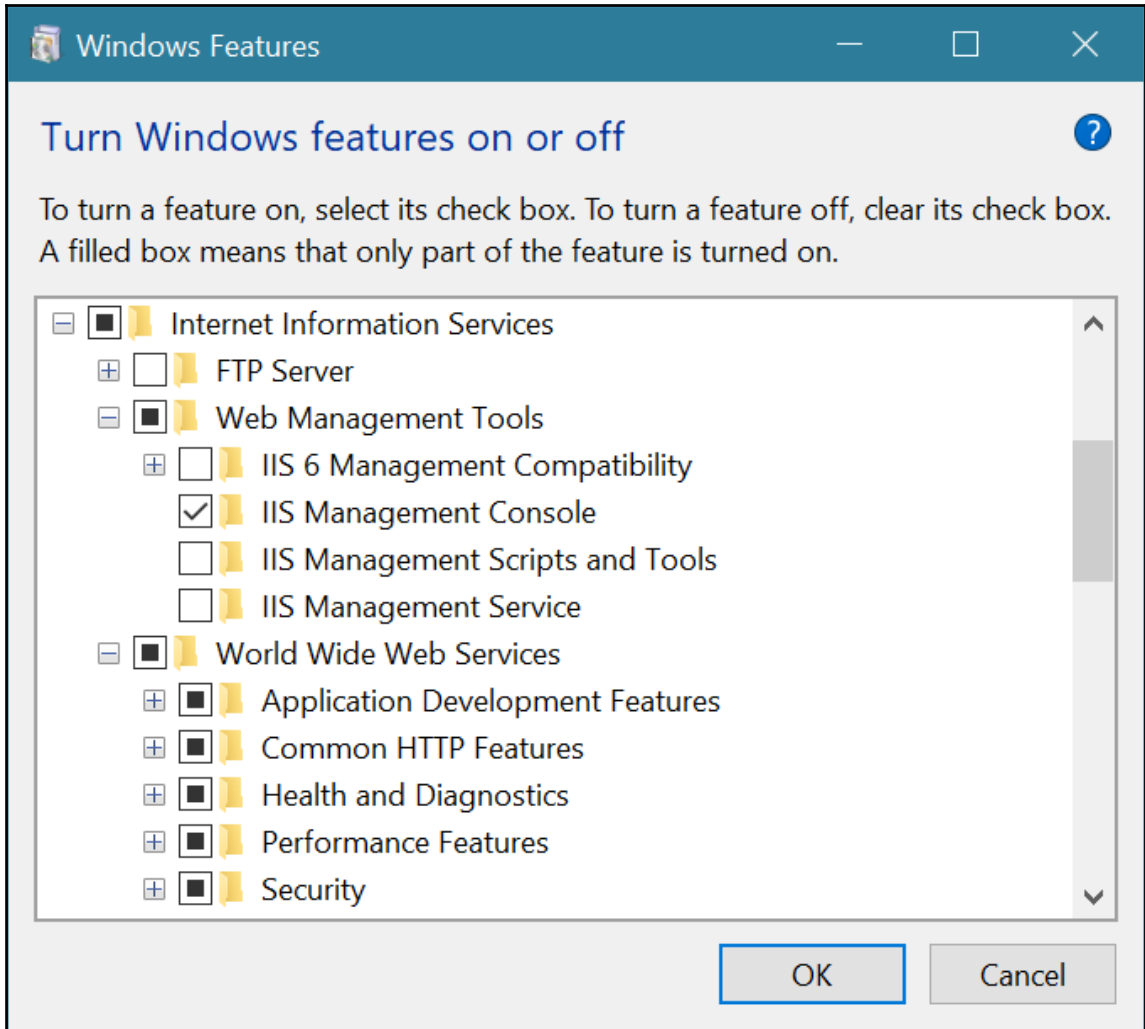 Windows Features
Turn Windows features on or off
?
To turn a feature on, select its check box. To turn a feature off, clear its check box.
A filled box means that only part of the feature is turned on.
Internet Information Services
FTP Server
Web Management Tools
IIS 6 Management Compatibility
IIS Management Console
IIS Management Scripts and Tools
IIS Management Service
World Wide Web Services
Application Development Features
Common HTTP Features
Health and Diagnostics
Performance Features
Security
OK Cancel